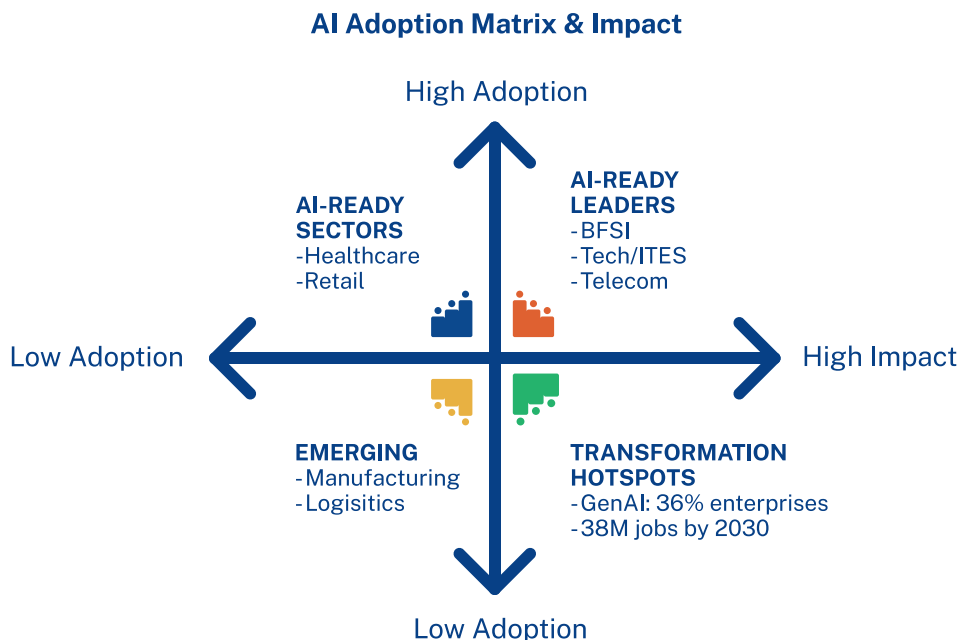 AI Adoption Matrix & Impact
High Adoption
AI-READY
SECTORS
-Healthcare
-Retail
AI-READY
LEADERS
-BFSI
-Tech/ITES
-Telecom
Low Adoption
High Impact
EMERGING
-Manufacturing
-Logisitics
TRANSFORMATION
HOTSPOTS
-GenAI: 36% enterprises
-38M jobs by 2030
Low Adoption